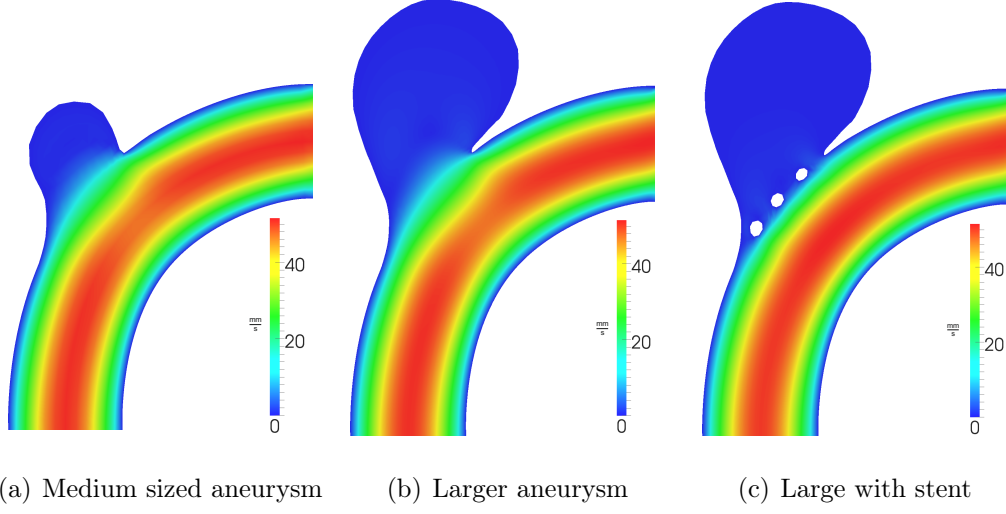 40
mm
s
20
0
40
mm
s
20
0
40
mm
s
20
0
(a) Medium sized aneurysm
(b) Larger aneurysm
(c) Large with stent